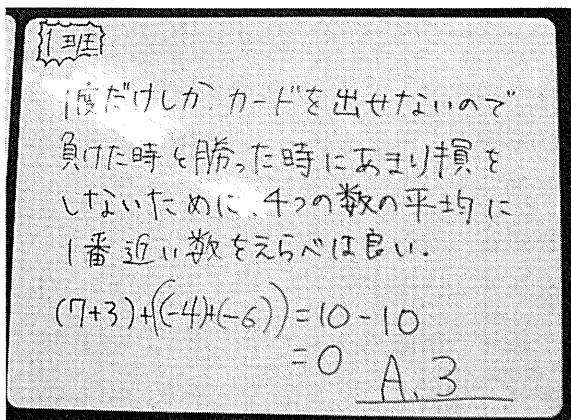 1班
1度だけしか、カードを出せないので
負けた時と勝った時にあまり損を
しないために、4つの数の平均に
1番近い数をえらべは良い.
(7+3)+((-4)+(-6))=10-10
=0
A.3